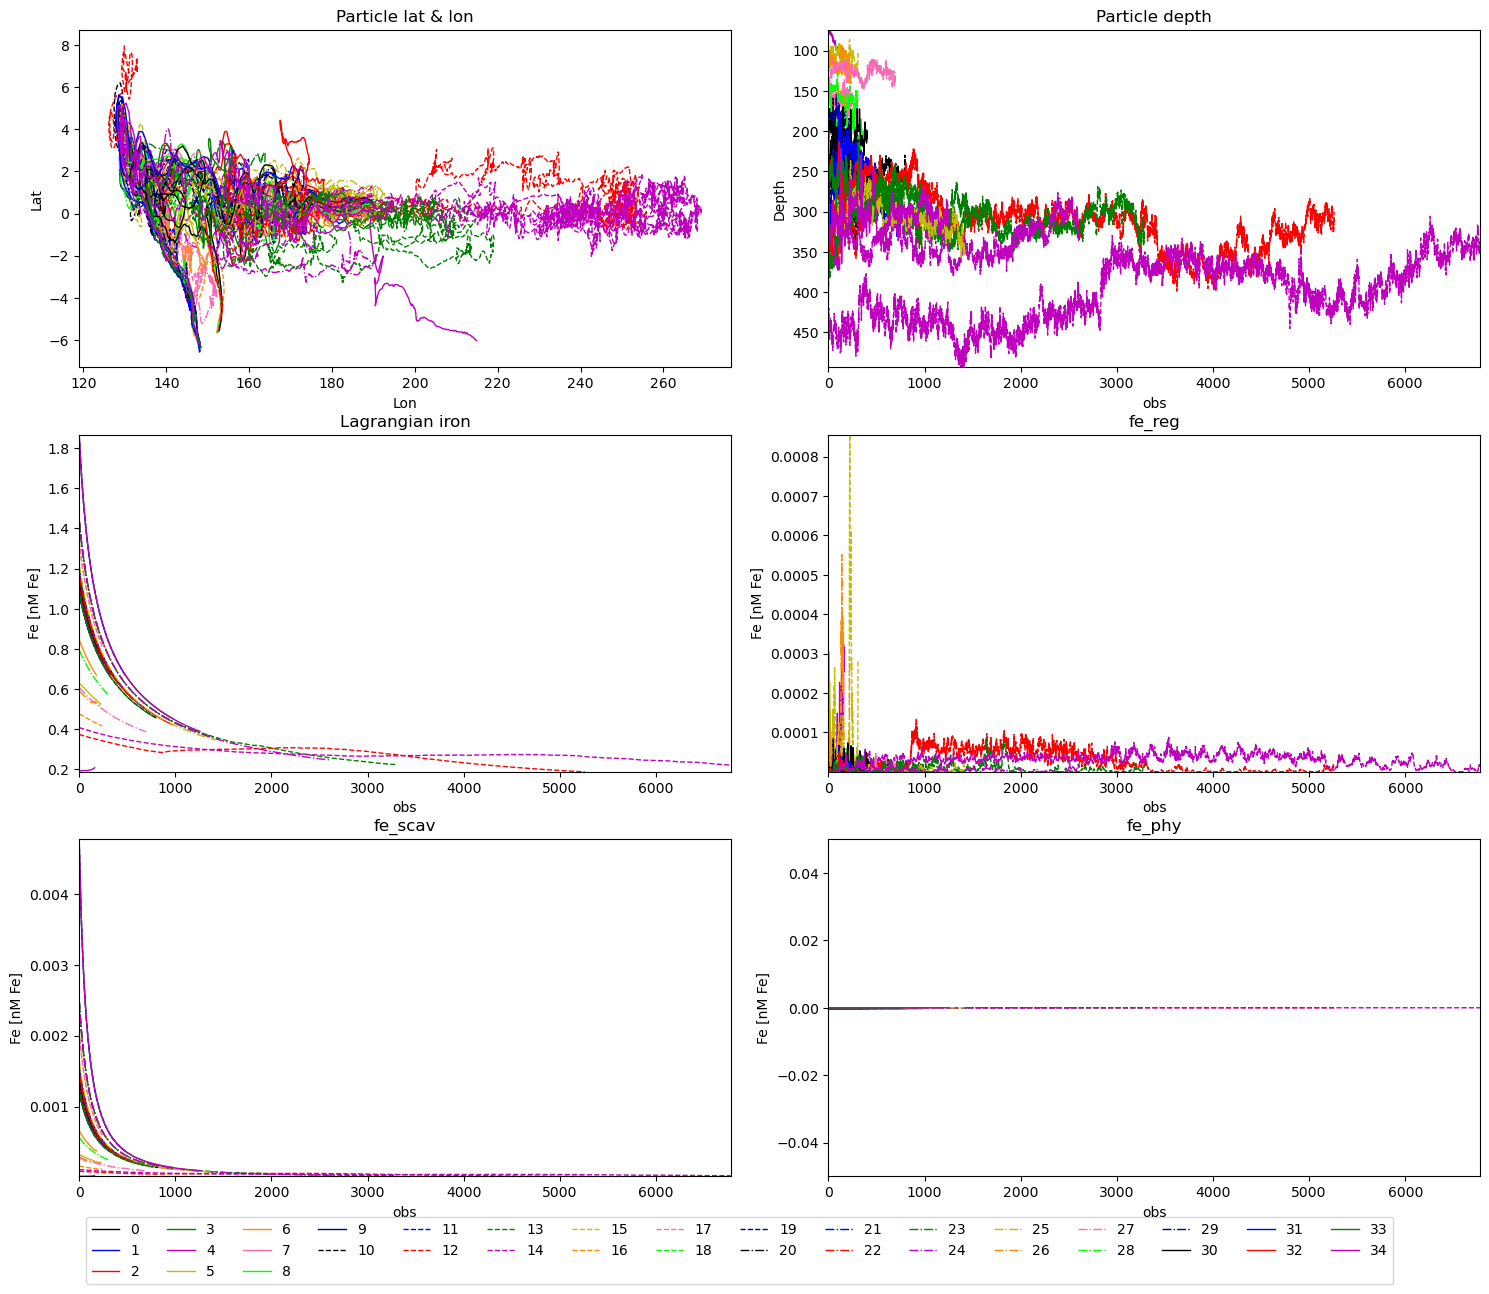 Particle lat & lon
Particle depth
8
6
4
2
0
−2
−4
−6
Lat
120 140 160 180 200 220 240 260
Lon
100
150
200
250
300
350
400
450
Depth
0 1000 2000 3000 4000 5000 6000
obs
Lagrangian iron
fe_reg
1.8
1.6
1.4
1.2
1.0
0.8
0.6
0.4
0.2
Fe [nM Fe]
0 1000 2000 3000 4000 5000 6000
obs
0.0008
0.0007
0.0006
0.0005
0.0004
0.0003
0.0002
0.0001
Fe [nM Fe]
0 1000 2000 3000 4000 5000 6000
obs
fe_scav
fe_phy
0.004
0.003
0.002
0.001
Fe [nM Fe]
0 1000 2000 3000 4000 5000 6000
obs
0.04
0.02
0.00
−0.02
−0.04
Fe [nM Fe]
0 1000 2000 3000 4000 5000 6000
obs
0 3 6 9 11 13 15 17 19 21 23 25 27 29 31 33
1 4 7 10 12 14 16 18 20 22 24 26 28 30 32 34
2 5 8